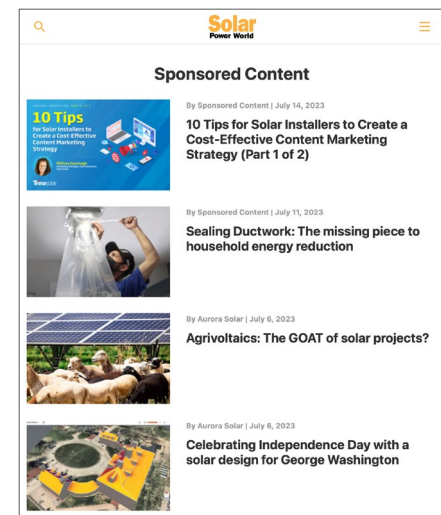 Solar
Power World
Sponsored Content
10 Tips
for Solar Installers to
Create a Cost-Effective
Content Marketing
Strategy
Trinasolar
By Sponsored Content | July 14, 2023
10 Tips for Solar Installers to Create a
Cost-Effective Content Marketing
Strategy (Part 1 of 2)
By Sponsored Content | July 11, 2023
Sealing Ductwork: The missing piece to
household energy reduction
By Aurora Solar | July 6, 2023
Agrivoltaics: The GOAT of solar projects?
By Aurora Solar | July 6, 2023
Celebrating Independence Day with a
solar design for George Washington